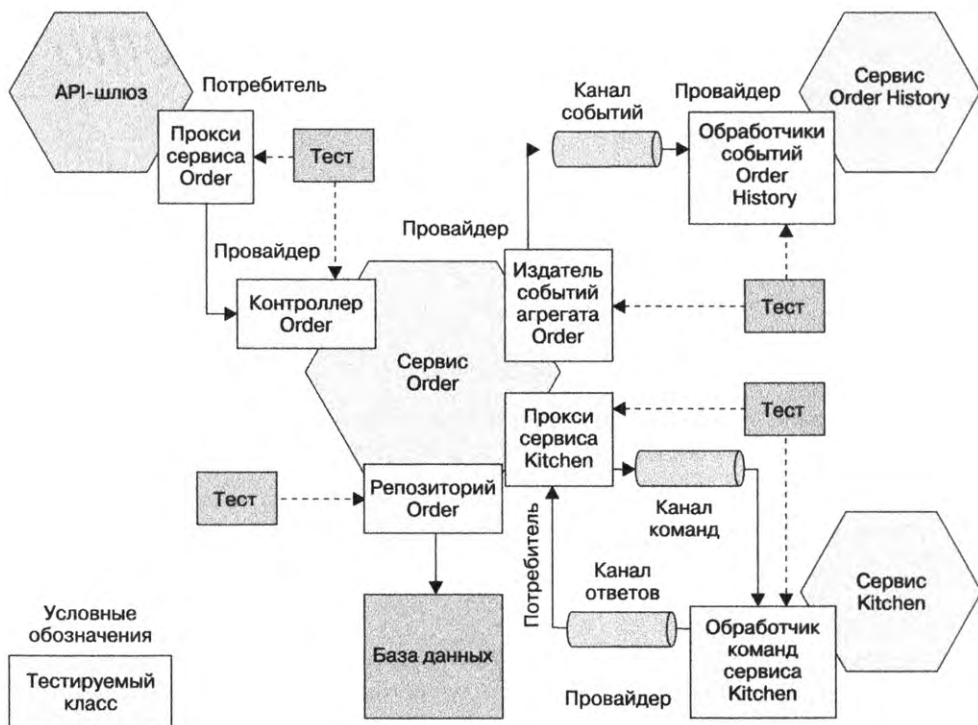 API-шлюз
Потребитель
Прокси
сервиса
Order
Тест
Канал
событий
Провайдер
Сервис
Order History
Обработчики
событий
Order
History
Провайдер
Контроллер
Order
Провайдер
Издатель
событий
агрегата
Order
Тест
Сервис
Order
Прокси
сервиса
Kitchen
Тест
Тест
Репозиторий
Order
Канал
команд
Потребитель
Канал
ответов
Сервис
Kitchen
База данных
Обработчик
команд
сервиса
Kitchen
Провайдер
Условные
обозначения
Тестируемый
класс